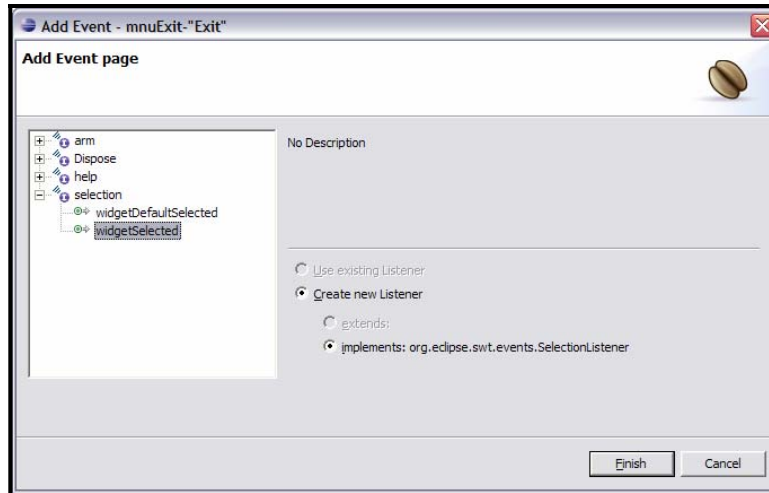 Add Event - mnuExit-"Exit"
Add Event page
arm
Dispose
help
selection
widgetDefaultSelected
widgetSelected
No Description
Use existing Listener
Create new Listener
extends:
implements: org.eclipse.swt.events.SelectionListener
Finish
Cancel